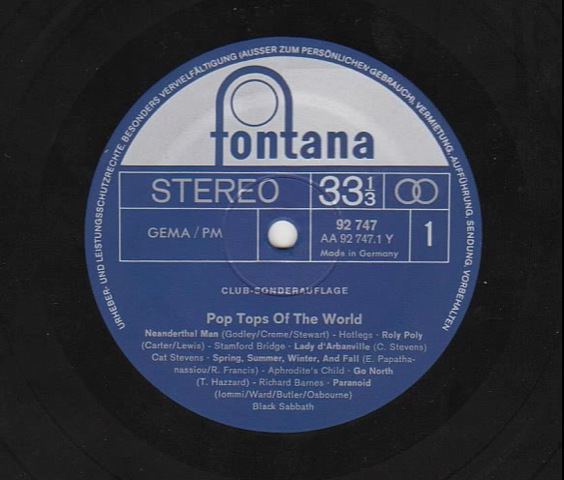 URHEBER- UND LEISTUNGSSCHUTZRECHTE, BESONDERS VERVIELFÄLTIGUNG (AUSSER ZUM PERSÖNLICHEN GEBRAUCH), VERMIETUNG, AUFFÜHRUNG, SENDUNG, VORBEHALTEN
fontana
STEREO 33 1/3
GEMA / PM
92 747
AA 92 747.1 Y
Made in Germany
1
CLUB-SONDERAUFLAGE
Pop Tops Of The World
Neanderthal Man (Godley/Creme/Stewart) - Hotlegs - Roly Poly
(Carter/Lewis) - Stamford Bridge - Lady d'Arbanville (C. Stevens)
Cat Stevens - Spring, Summer, Winter, And Fall (E. Papatha-
nassiou/R. Francis) - Aphrodite's Child - Go North
(T. Hazzard) - Richard Barnes - Paranoid
(Iommi/Ward/Butler/Osbourne)
Black Sabbath